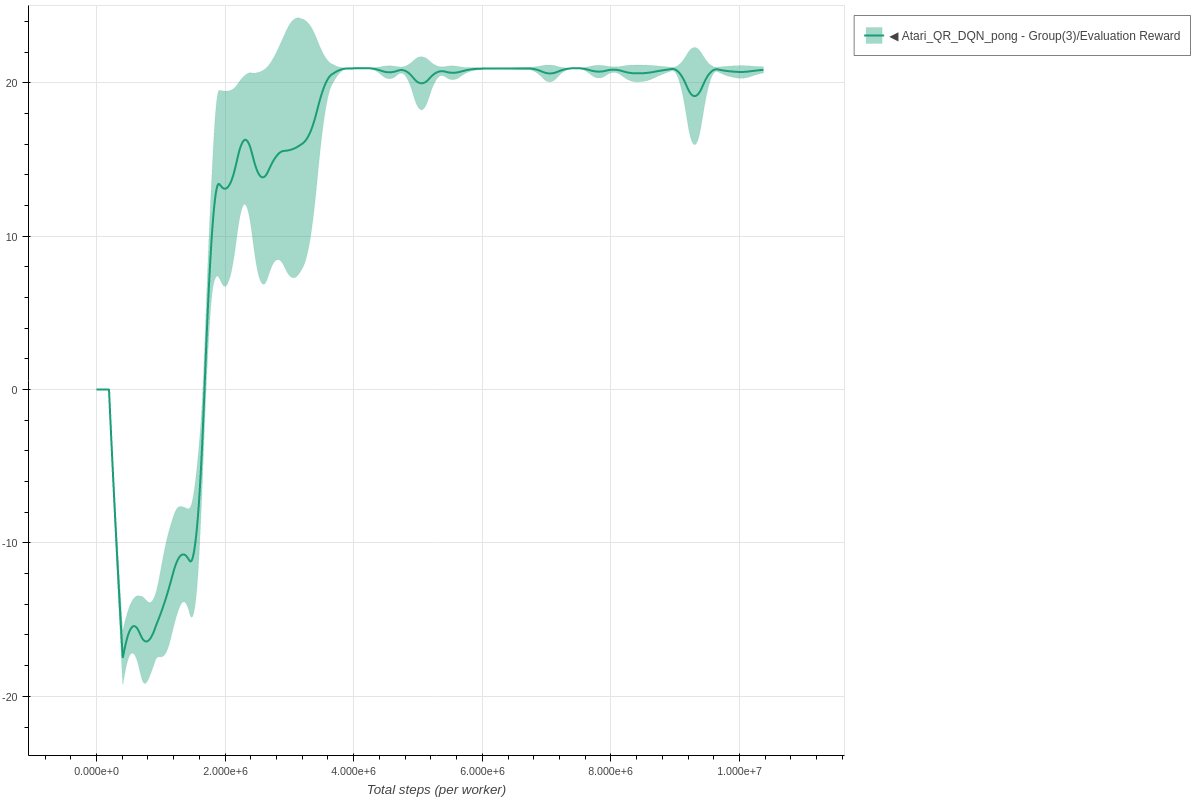 ◀ Atari_QR_DQN_pong - Group(3)/Evaluation Reward
20
10
0
-10
-20
0.000e+0 2.000e+6 4.000e+6 6.000e+6 8.000e+6 1.000e+7
Total steps (per worker)